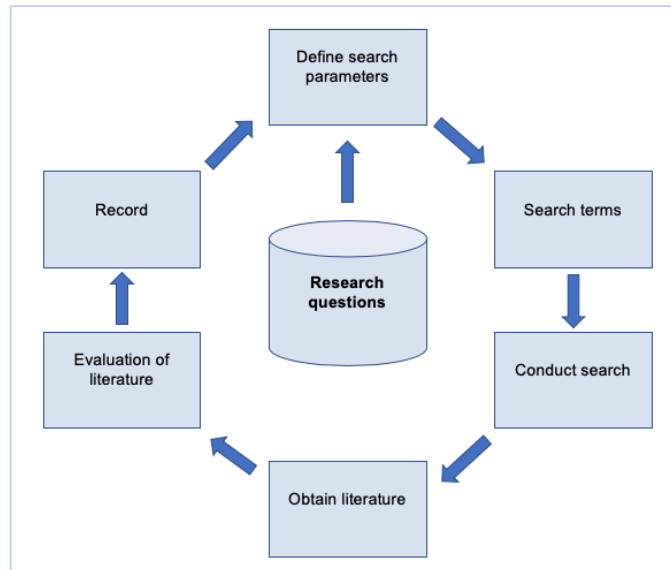 Define search
parameters
Record
Search terms
Research
questions
Evaluation of
literature
Conduct search
Obtain literature